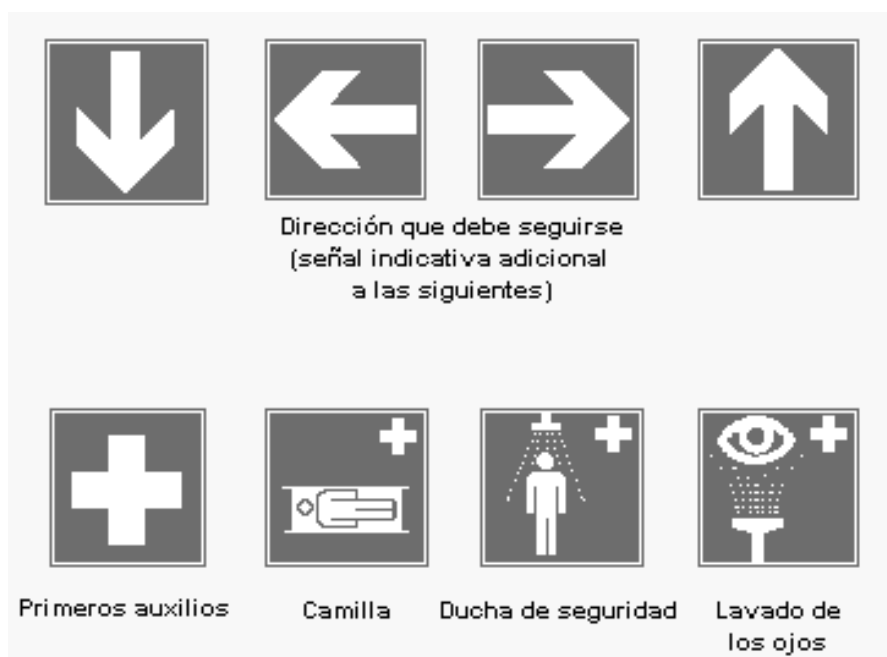 Dirección que debe seguirse
(señal indicativa adicional
a las siguientes)
Primeros auxilios
Camilla
Ducha de seguridad
Lavado de
los ojos